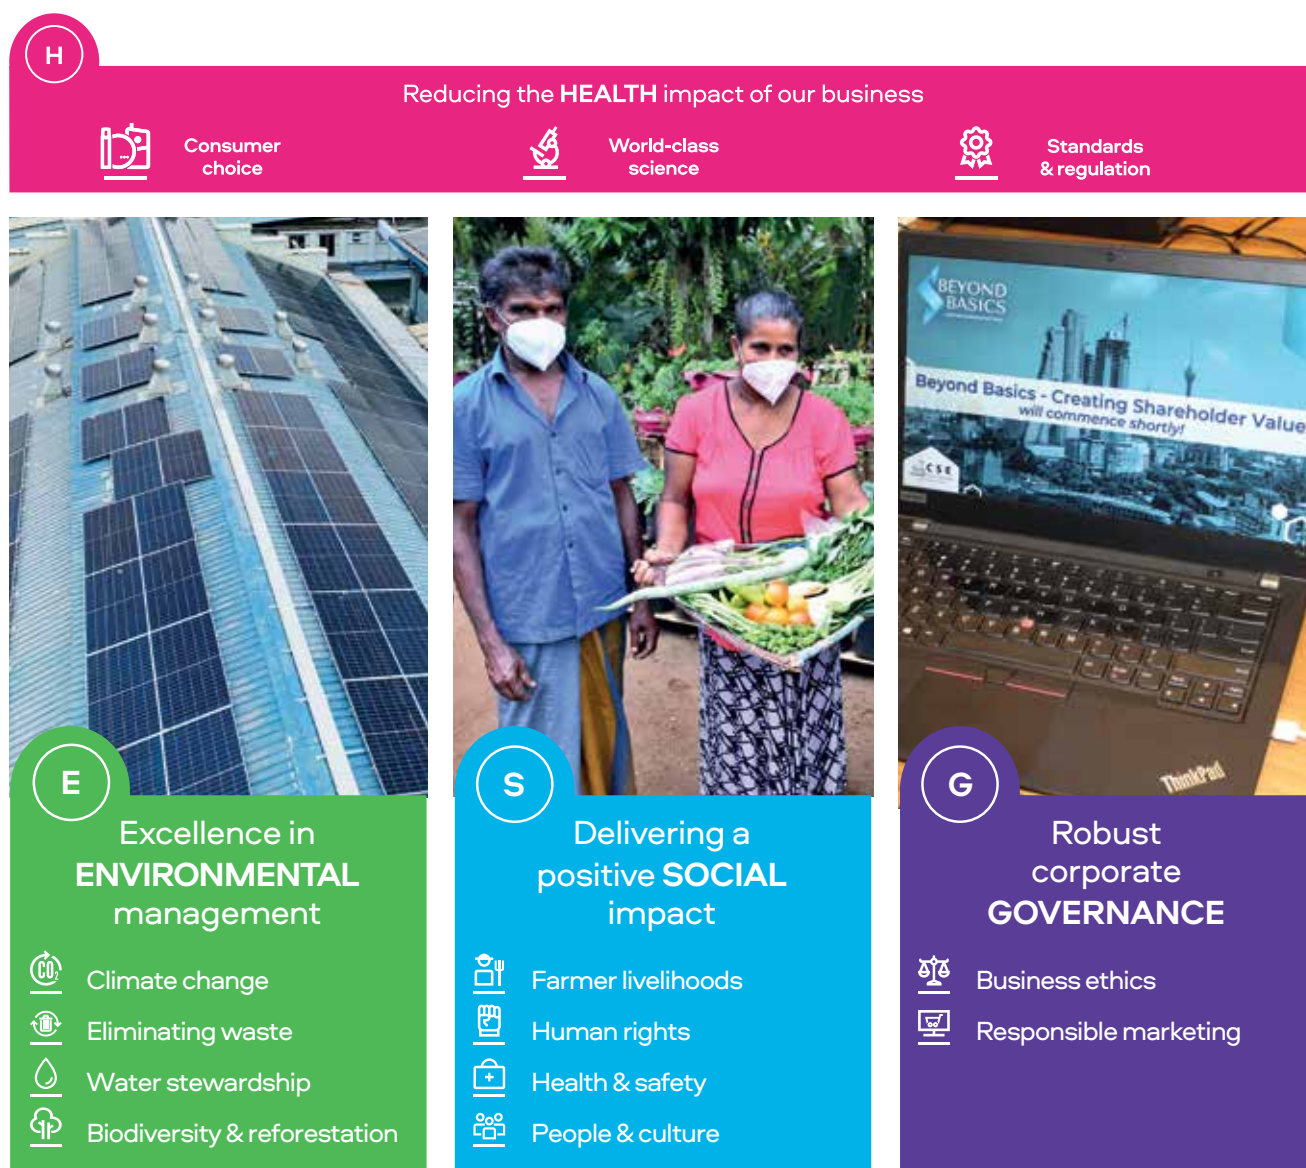 H
Reducing the HEALTH impact of our business
Consumer
choice
World-class
science
Standards
& regulation
BEYOND
BASICS
Beyond Basics - Creating Shareholder Value
will commence shortly!
CSE
ThinkPad
E
Excellence in
ENVIRONMENTAL
management
CO2
Climate change
Eliminating waste
Water stewardship
Biodiversity & reforestation
S
Delivering a
positive SOCIAL
impact
Farmer livelihoods
Human rights
Health & safety
People & culture
G
Robust
corporate
GOVERNANCE
Business ethics
Responsible marketing